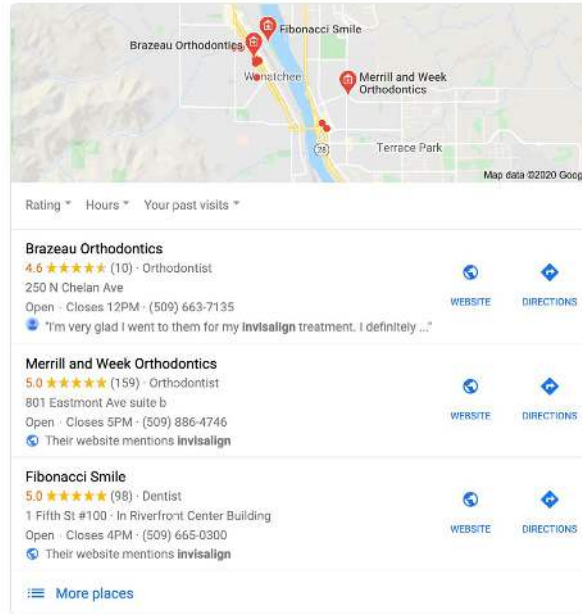 Fibonacci Smile
Brazeau Orthodontics
Wenatchee
Merrill and Week
Orthodontics
28
Terrace Park
Map data ©2020 Goog
Rating Hours Your past visits
Brazeau Orthodontics
4.6 ★★★★★ (10) · Orthodontist
250 N Chelan Ave
Open · Closes 12PM · (509) 663-7135
"I'm very glad I went to them for my invisalign treatment. I definitely ..."
WEBSITE DIRECTIONS
Merrill and Week Orthodontics
5.0 ★★★★★ (159) · Orthodontist
801 Eastmont Ave suite b
Open · Closes 5PM · (509) 886-4746
Their website mentions invisalign
WEBSITE DIRECTIONS
Fibonacci Smile
5.0 ★★★★★ (98) · Dentist
1 Fifth St #100 · In Riverfront Center Building
Open · Closes 4PM · (509) 665-0300
Their website mentions invisalign
WEBSITE DIRECTIONS
More places